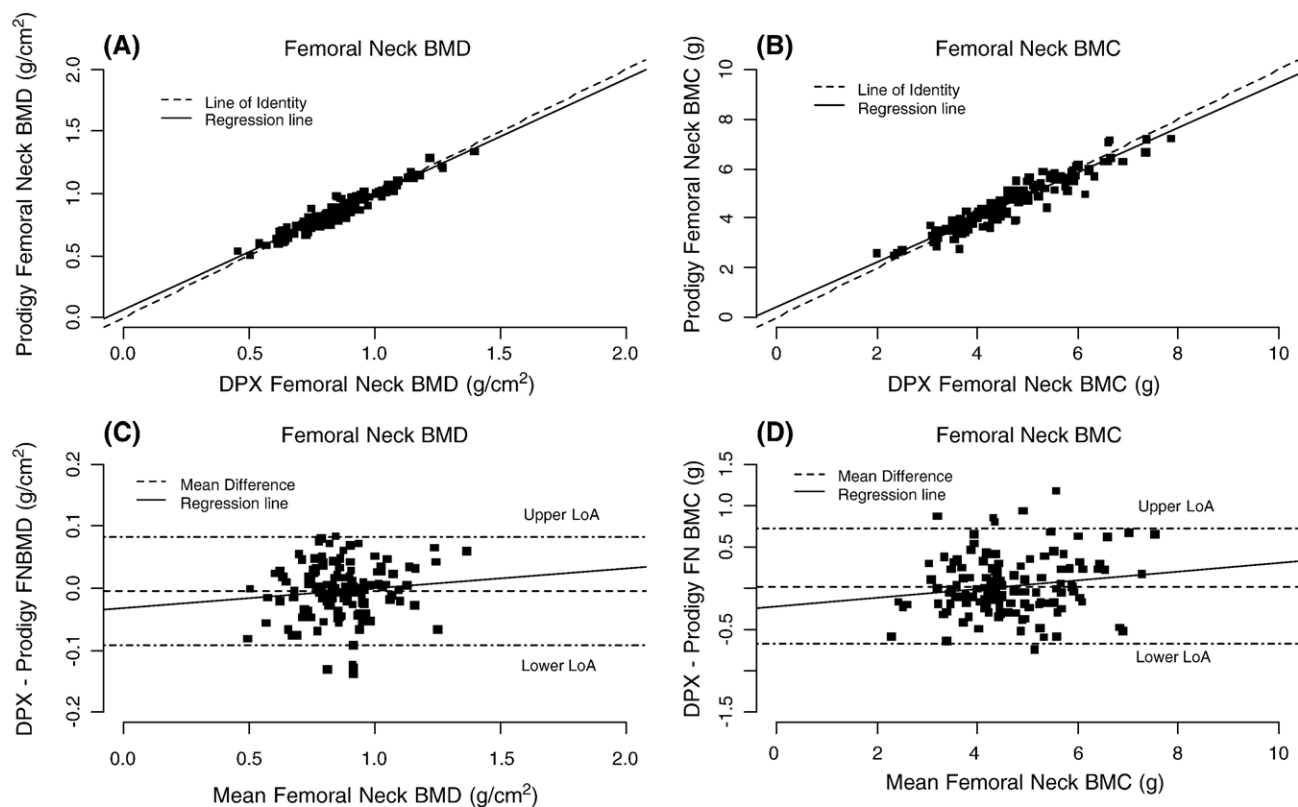 (A)
Femoral Neck BMD
Prodigy Femoral Neck BMD (g/cm²)
2.0
1.5
1.0
0.5
0.0
Line of Identity
Regression line
0.0 0.5 1.0 1.5 2.0
DPX Femoral Neck BMD (g/cm²)
(B)
Femoral Neck BMC
Prodigy Femoral Neck BMC (g)
10
8
6
4
2
0
Line of Identity
Regression line
0 2 4 6 8 10
DPX Femoral Neck BMC (g)
(C)
Femoral Neck BMD
DPX - Prodigy FNBMD (g/cm²)
0.2
0.1
0.0
-0.1
-0.2
Mean Difference
Regression line
Upper LoA
Lower LoA
0.0 0.5 1.0 1.5 2.0
Mean Femoral Neck BMD (g/cm²)
(D)
Femoral Neck BMC
DPX - Prodigy FN BMC (g)
1.5
0.5
-0.5
-1.5
Mean Difference
Regression line
Upper LoA
Lower LoA
0 2 4 6 8 10
Mean Femoral Neck BMC (g)